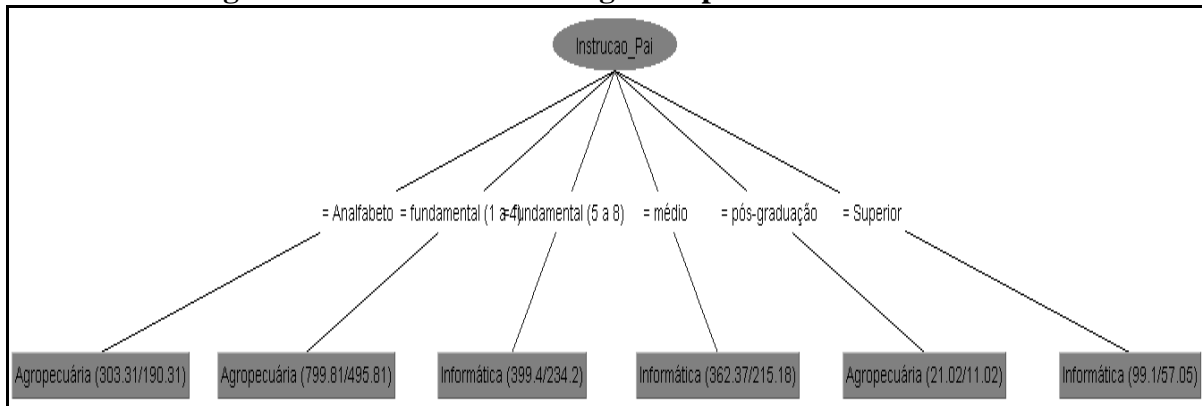 Instrucao_Pai
= Analfabeto = fundamental (1 a 4) = fundamental (5 a 8) = médio = pós-graduação = Superior
Agropecuária (303.31/190.31) Agropecuária (799.81/495.81) Informática (399.4/234.2) Informática (362.37/215.18) Agropecuária (21.02/11.02) Informática (99.1/57.05)